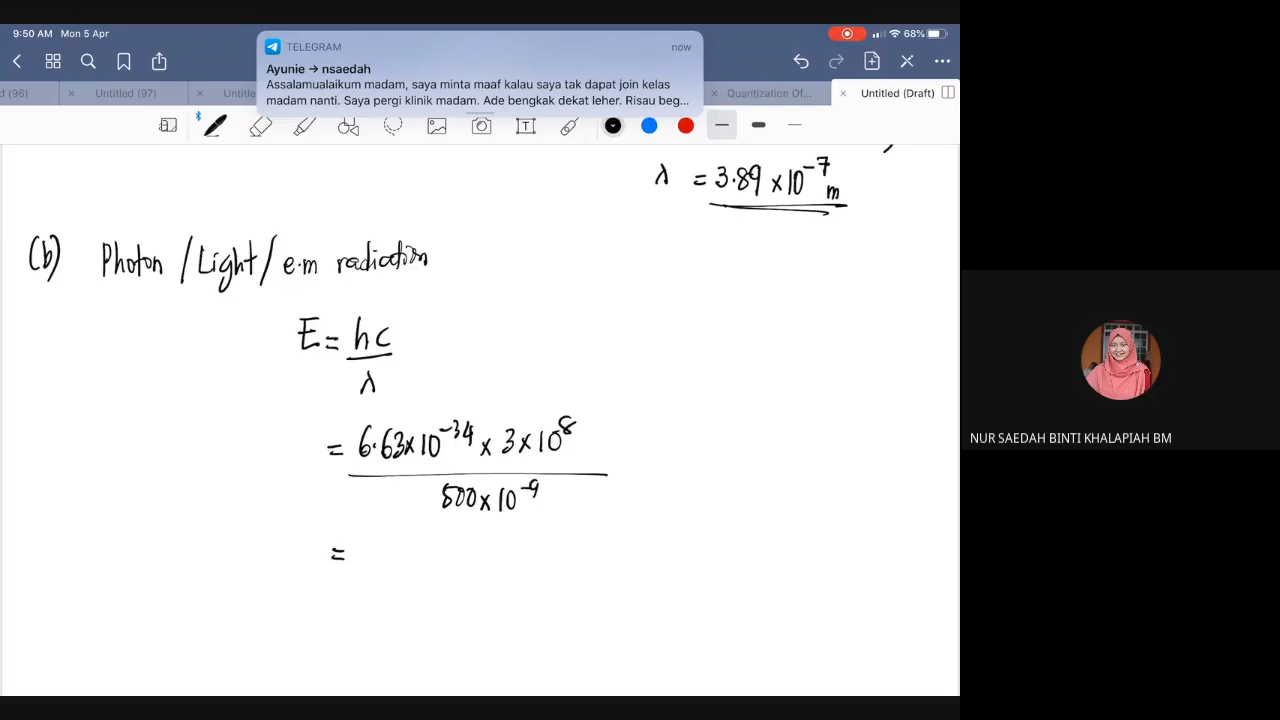 9:50 AM Mon 5 Apr
68%
TELEGRAM
now
Ayunie → nsaedah
Assalamualaikum madam, saya minta maaf kalau saya tak dapat join kelas
madam nanti. Saya pergi klinik madam. Ade bengkak dekat leher. Risau beg...
d (96)
Untitled (97)
Untitle
Quantization Of...
Untitled (Draft)
λ = 3.89 × 10⁻⁷ m
(b) Photon / Light / e.m radiation
E = hc
λ
= 6.63 × 10⁻³⁴ × 3 × 10⁸
500 × 10⁻⁹
=
NUR SAEDAH BINTI KHALAPIAH BM